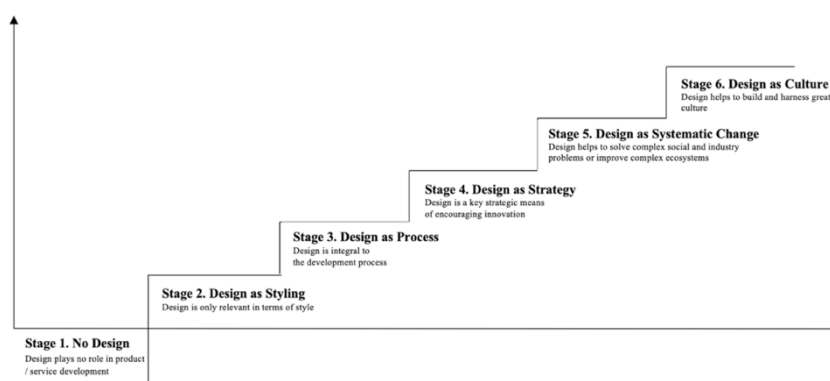 Stage 6. Design as Culture
Design helps to build and harness great
culture
Stage 5. Design as Systematic Change
Design helps to solve complex social and industry
problems or improve complex ecosystems
Stage 4. Design as Strategy
Design is a key strategic means
of encouraging innovation
Stage 3. Design as Process
Design is integral to
the development process
Stage 2. Design as Styling
Design is only relevant in terms of style
Stage 1. No Design
Design plays no role in product
/ service development